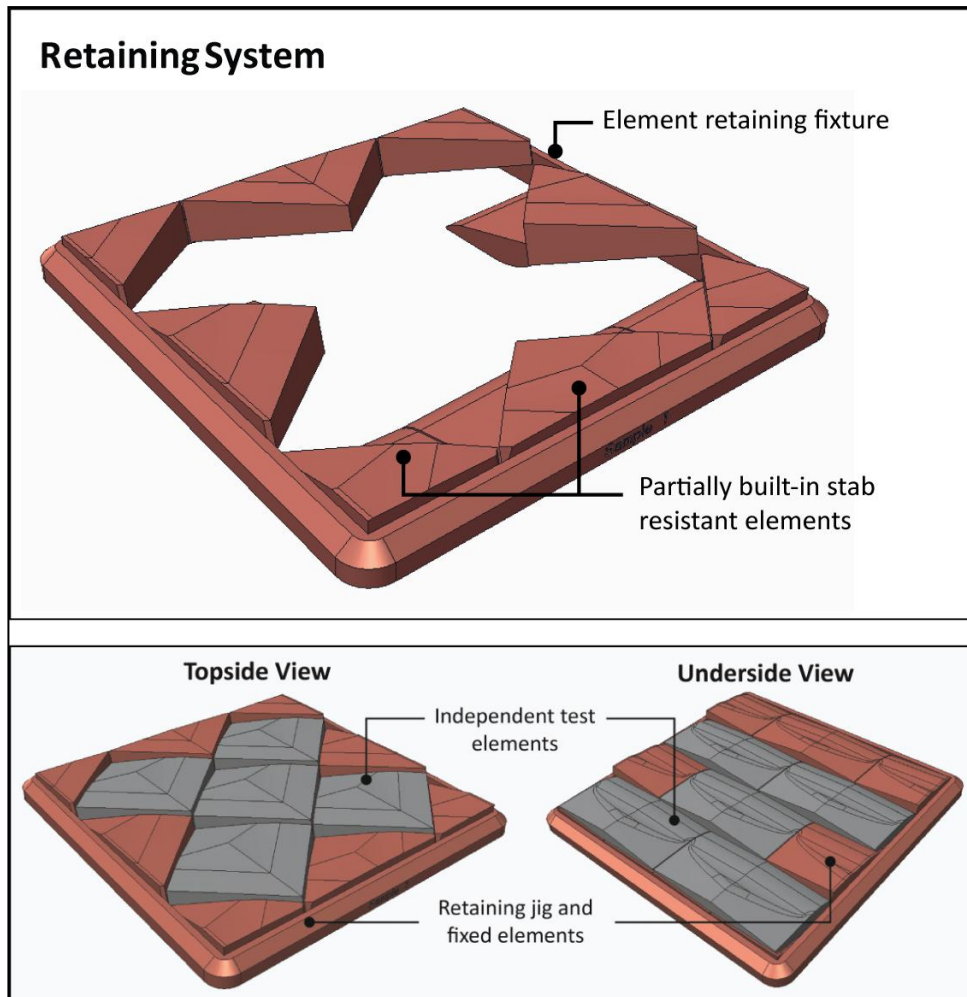 Retaining System
Element retaining fixture
Sample
Partially built-in stab
resistant elements
Topside View
Underside View
Independent test
elements
Retaining jig and
fixed elements